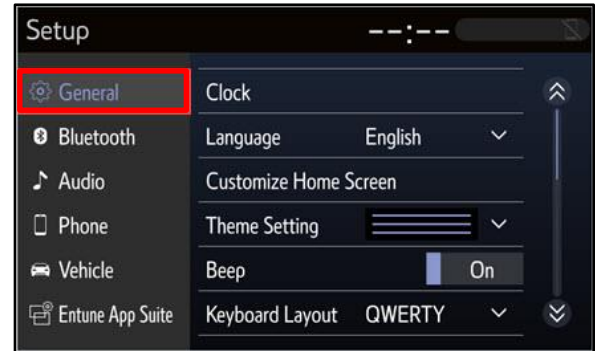 Setup
--:--
General
Clock
Bluetooth
Language English
Audio
Customize Home Screen
Phone
Theme Setting
Vehicle
Beep On
Entune App Suite
Keyboard Layout QWERTY